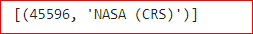 [(45596, 'NASA (CRS)')]